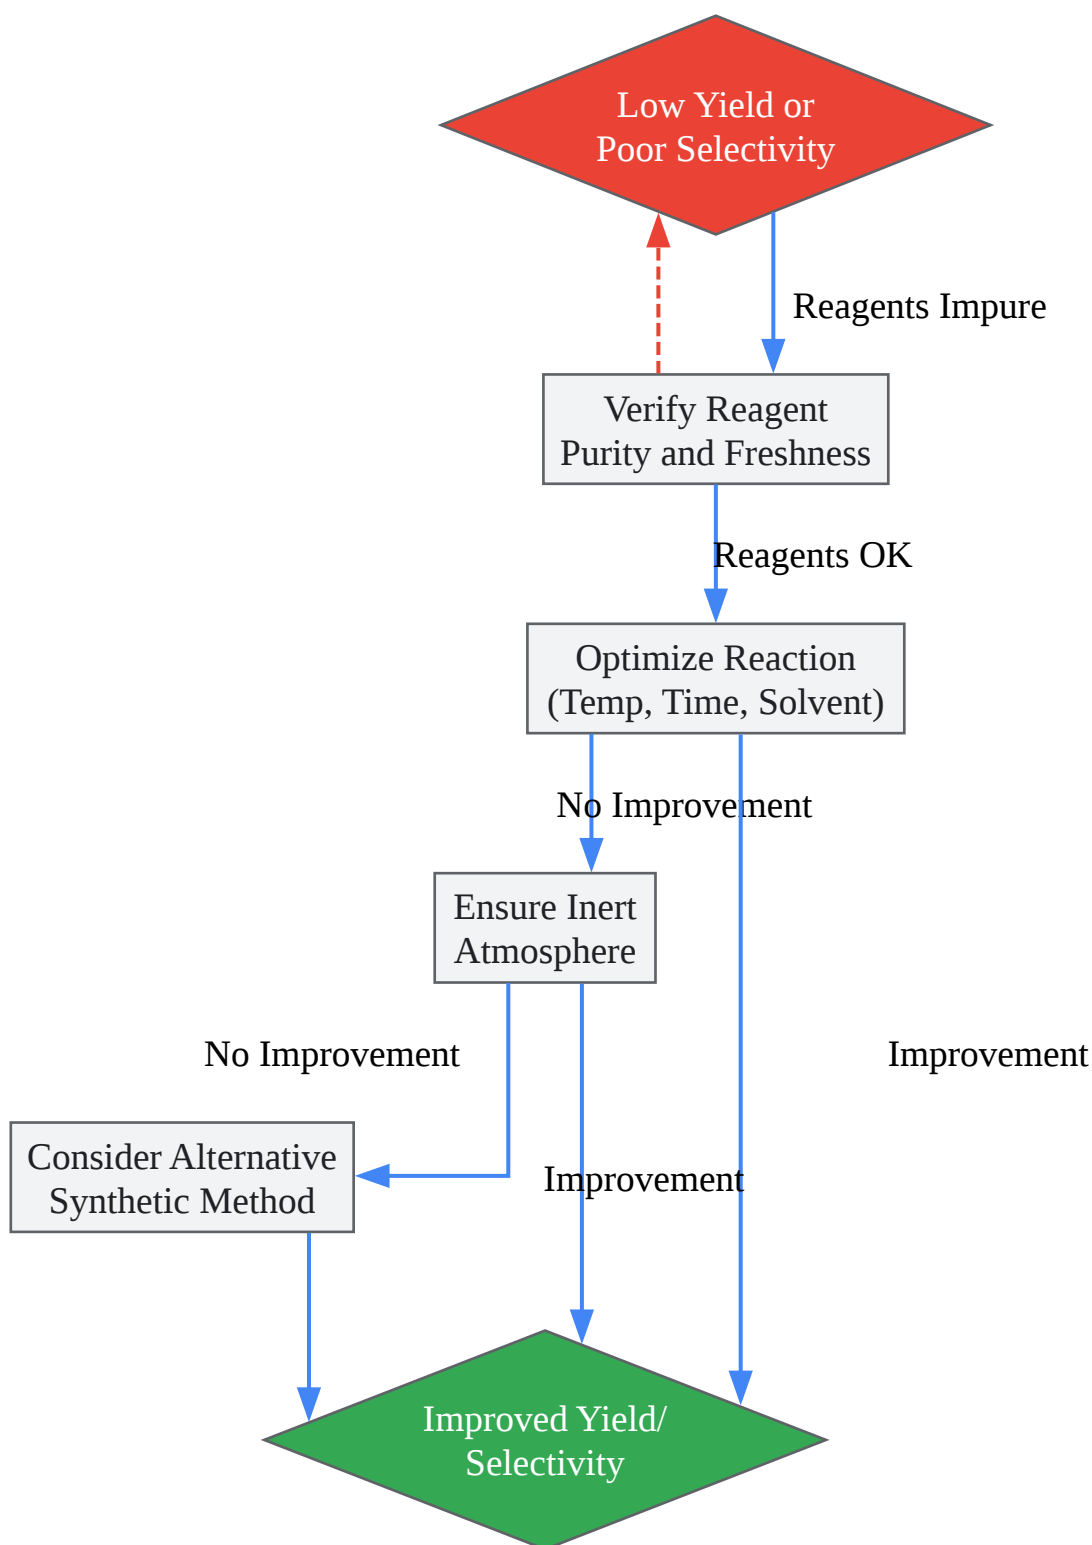 Low Yield or
Poor Selectivity
Reagents Impure
Verify Reagent
Purity and Freshness
Reagents OK
Optimize Reaction
(Temp, Time, Solvent)
No Improvement
Ensure Inert
Atmosphere
No Improvement
Improvement
Consider Alternative
Synthetic Method
Improvement
Improved Yield/
Selectivity